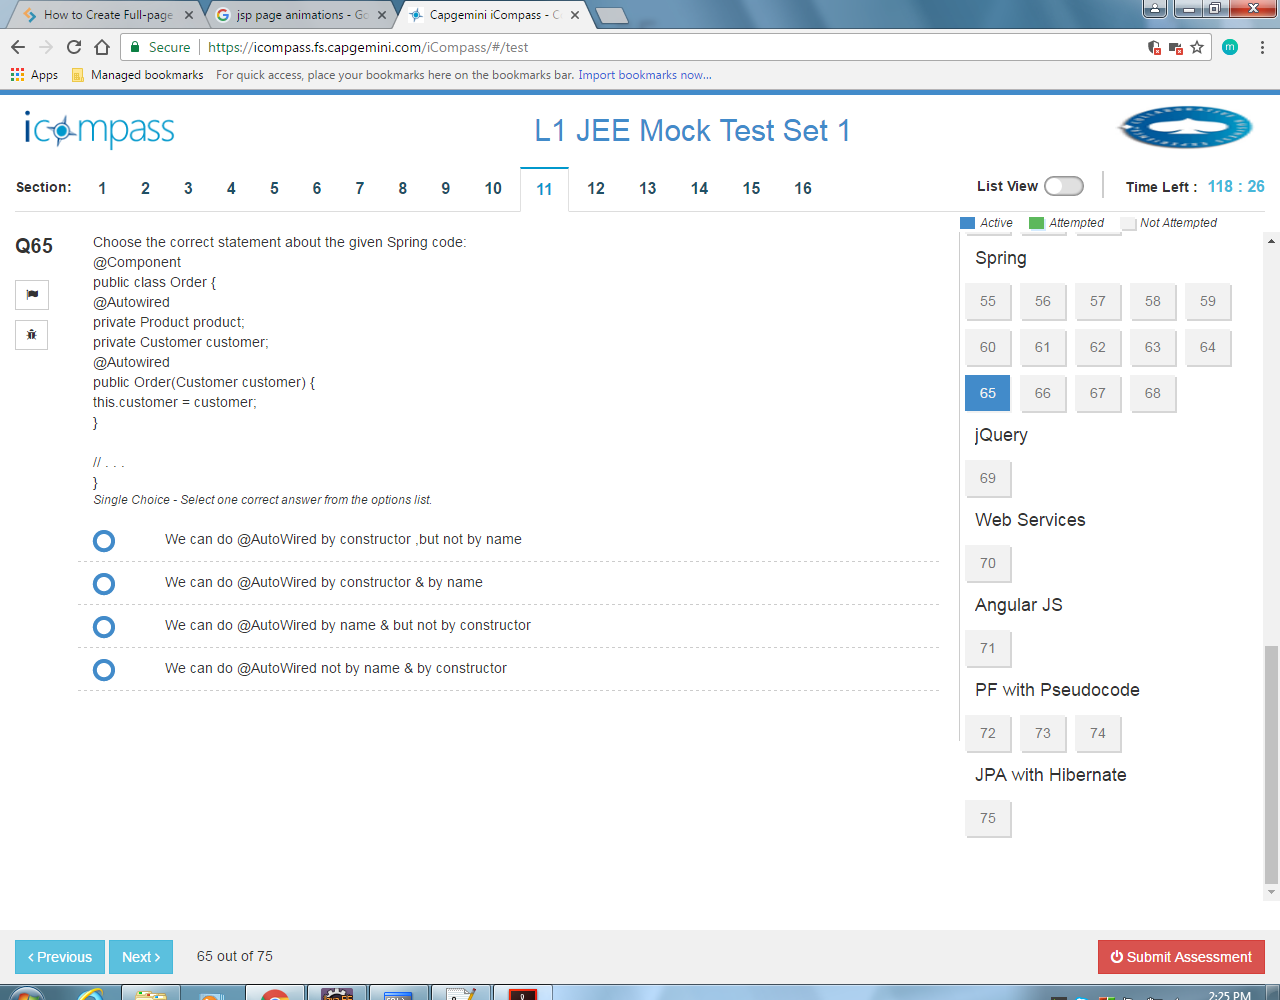 How to Create Full-page
jsp page animations - Go
Capgemini iCompass - C
Secure
https://icompass.fs.capgemini.com/iCompass/#/test
m
Apps
Managed bookmarks
For quick access, place your bookmarks here on the bookmarks bar. Import bookmarks now...
icompass
L1 JEE Mock Test Set 1
Section: 1 2 3 4 5 6 7 8 9 10 11 12 13 14 15 16
List View
Time Left : 118 : 26
Active Attempted Not Attempted
Q65
Choose the correct statement about the given Spring code:
@Component
public class Order {
@Autowired
private Product product;
private Customer customer;
@Autowired
public Order(Customer customer) {
this.customer = customer;
}
// . . .
}
Single Choice - Select one correct answer from the options list.
We can do @AutoWired by constructor ,but not by name
We can do @AutoWired by constructor & by name
We can do @AutoWired by name & but not by constructor
We can do @AutoWired not by name & by constructor
Spring
55 56 57 58 59
60 61 62 63 64
65 66 67 68
jQuery
69
Web Services
70
Angular JS
71
PF with Pseudocode
72 73 74
JPA with Hibernate
75
‹ Previous
Next ›
65 out of 75
Submit Assessment
2:25 PM